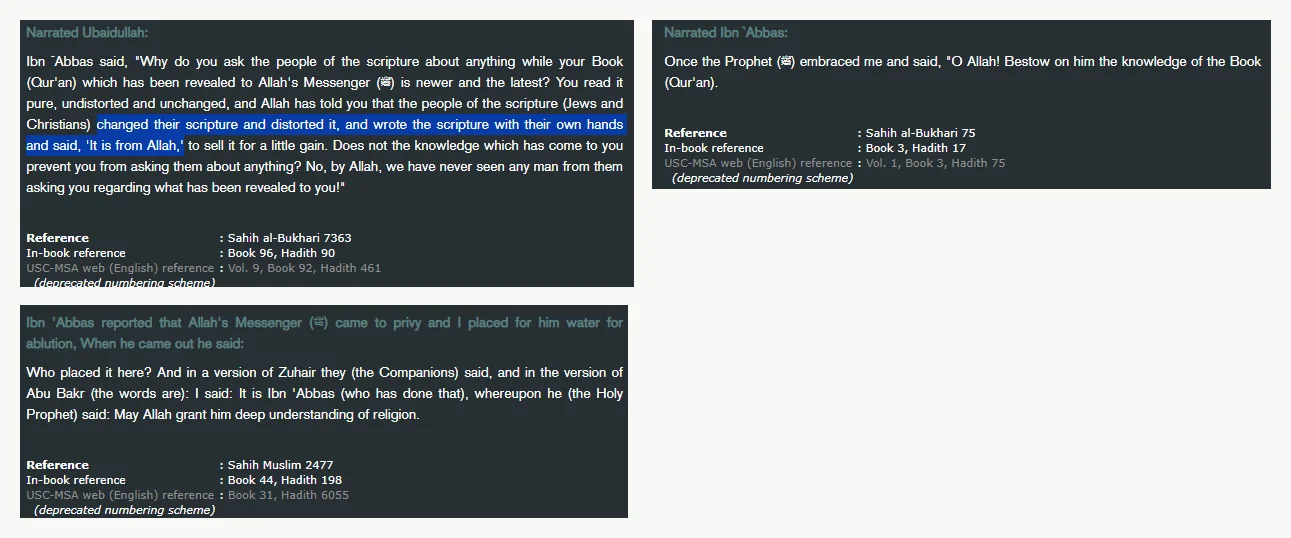 Narrated Ubaidullah:
Ibn `Abbas said, "Why do you ask the people of the scripture about anything while your Book
(Qur'an) which has been revealed to Allah's Messenger (ﷺ) is newer and the latest? You read it
pure, undistorted and unchanged, and Allah has told you that the people of the scripture (Jews and
Christians) changed their scripture and distorted it, and wrote the scripture with their own hands
and said, 'It is from Allah,' to sell it for a little gain. Does not the knowledge which has come to you
prevent you from asking them about anything? No, by Allah, we have never seen any man from them
asking you regarding what has been revealed to you!"
Reference : Sahih al-Bukhari 7363
In-book reference : Book 96, Hadith 90
USC-MSA web (English) reference : Vol. 9, Book 92, Hadith 461
(deprecated numbering scheme)
Narrated Ibn `Abbas:
Once the Prophet (ﷺ) embraced me and said, "O Allah! Bestow on him the knowledge of the Book
(Qur'an).
Reference : Sahih al-Bukhari 75
In-book reference : Book 3, Hadith 17
USC-MSA web (English) reference : Vol. 1, Book 3, Hadith 75
(deprecated numbering scheme)
Ibn 'Abbas reported that Allah's Messenger (ﷺ) came to privy and I placed for him water for
ablution, When he came out he said:
Who placed it here? And in a version of Zuhair they (the Companions) said, and in the version of
Abu Bakr (the words are): I said: It is Ibn 'Abbas (who has done that), whereupon he (the Holy
Prophet) said: May Allah grant him deep understanding of religion.
Reference : Sahih Muslim 2477
In-book reference : Book 44, Hadith 198
USC-MSA web (English) reference : Book 31, Hadith 6055
(deprecated numbering scheme)